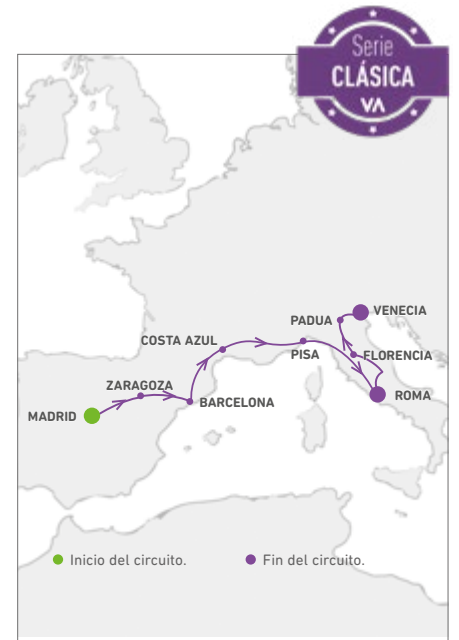 Serie
CLÁSICA
VA
VENECIA
PADUA
COSTA AZUL
PISA
FLORENCIA
ZARAGOZA
ROMA
BARCELONA
MADRID
Inicio del circuito.
Fin del circuito.